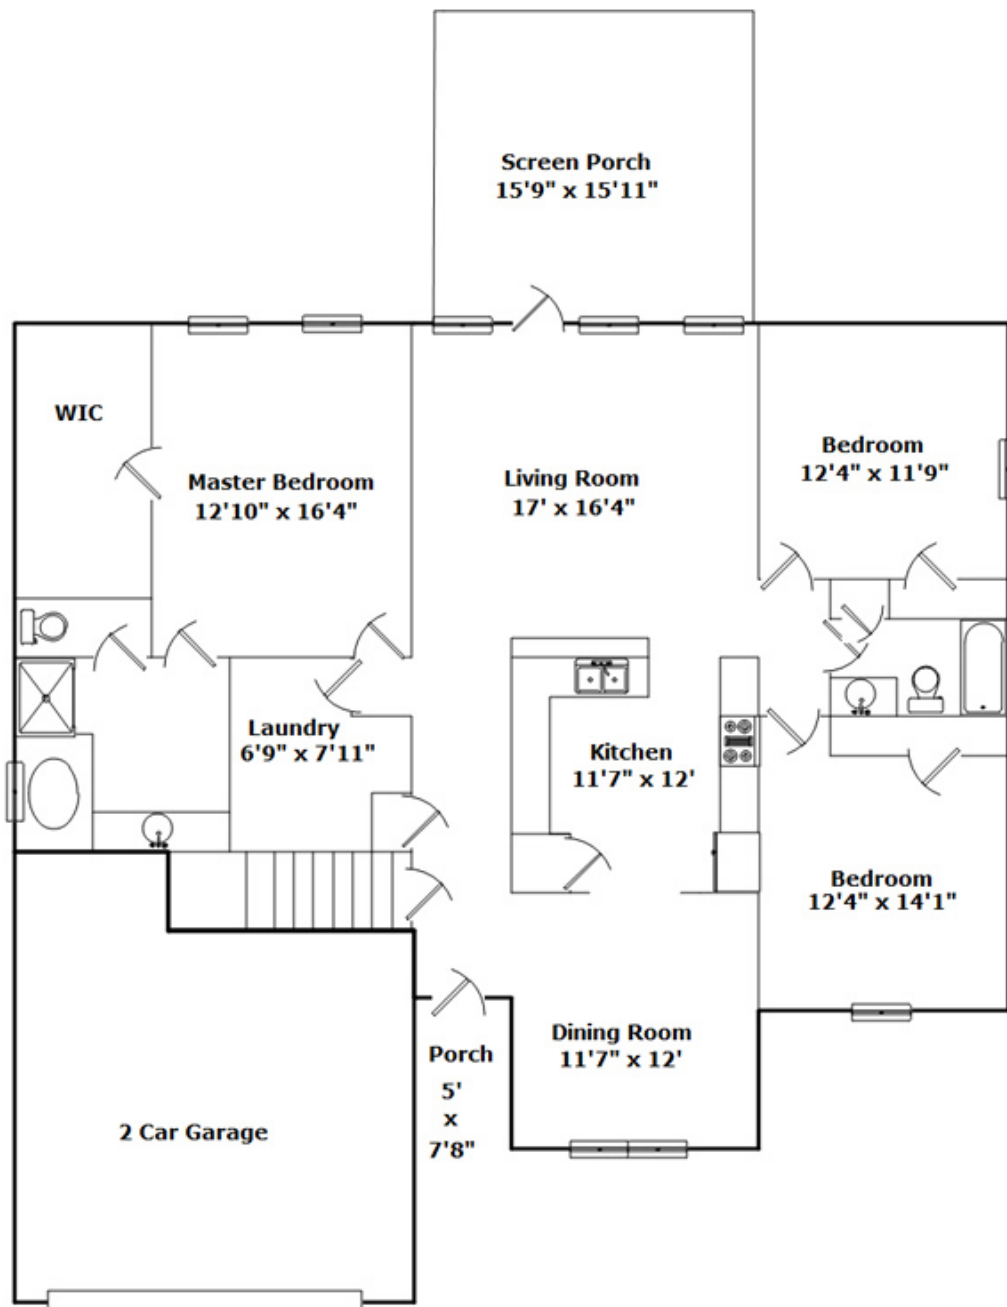 Screen Porch
15'9" x 15'11"
WIC
Master Bedroom
12'10" x 16'4"
Living Room
17' x 16'4"
Bedroom
12'4" x 11'9"
Laundry
6'9" x 7'11"
Kitchen
11'7" x 12'
Bedroom
12'4" x 14'1"
Dining Room
11'7" x 12'
Porch
5'
x
7'8"
2 Car Garage